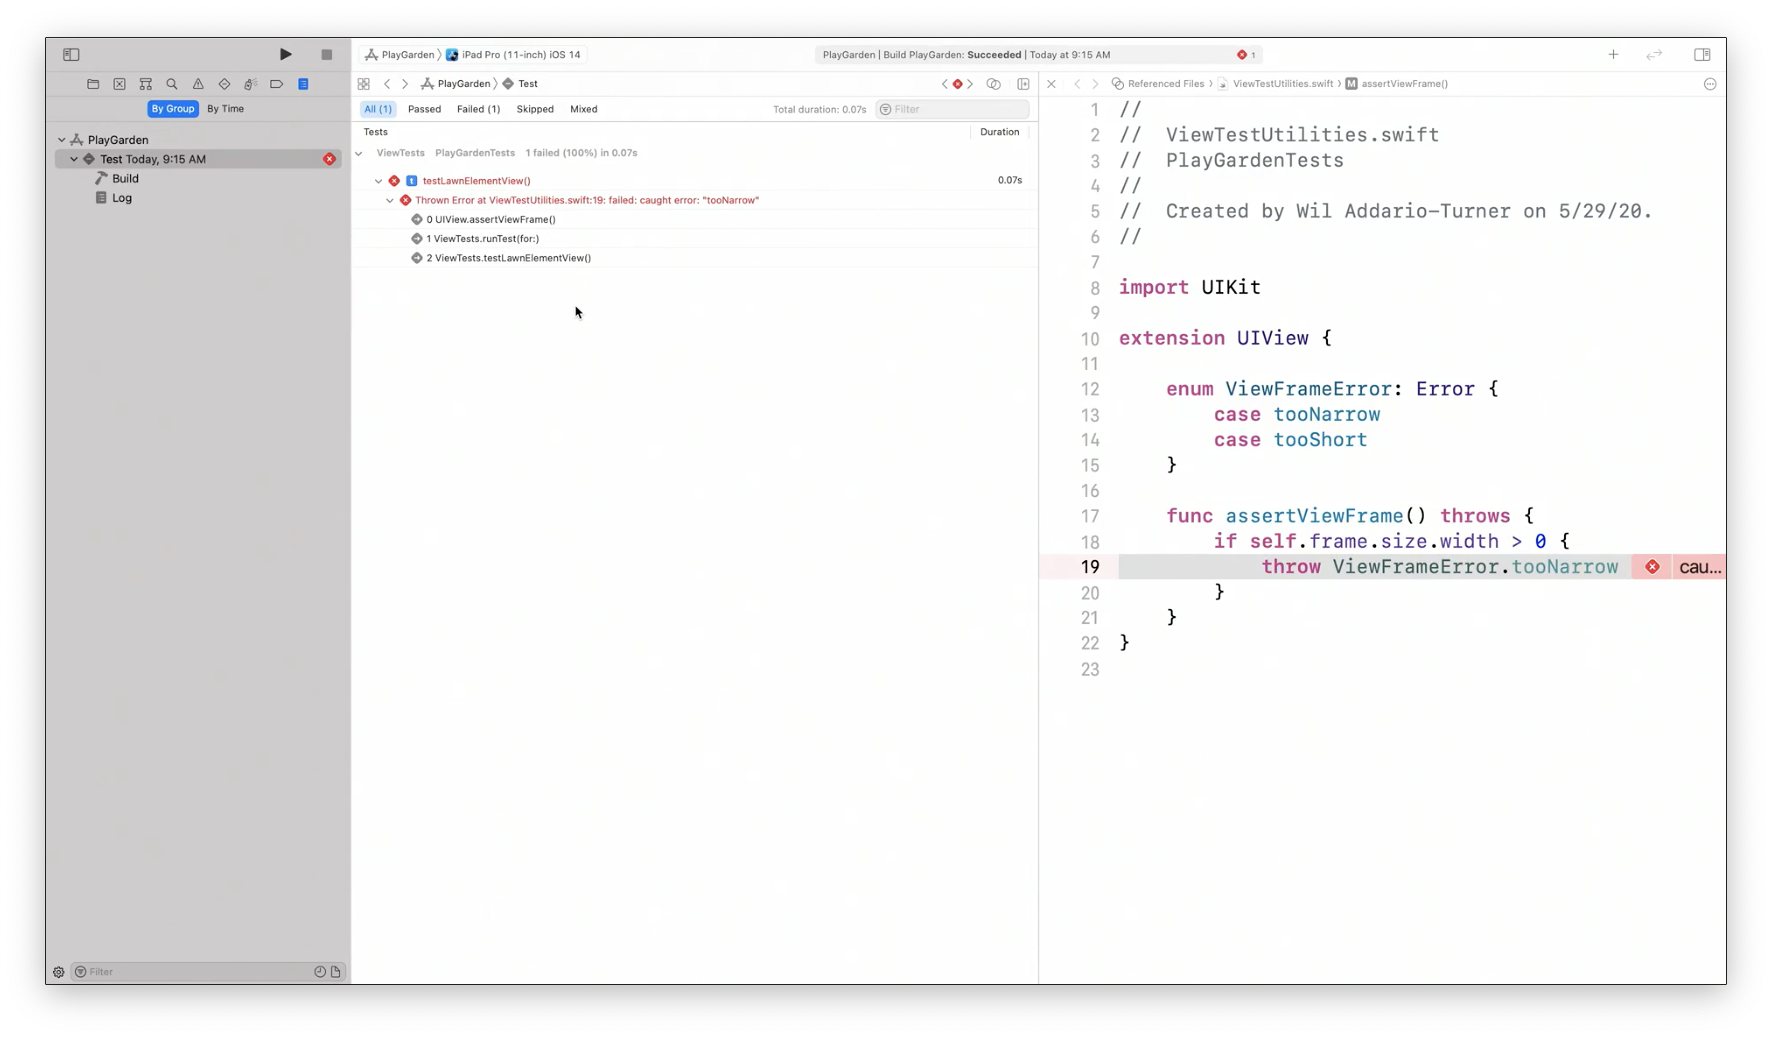 PlayGarden 〉 iPad Pro (11-inch) iOS 14
PlayGarden | Build PlayGarden: Succeeded | Today at 9:15 AM
1
By Group
By Time
PlayGarden
Test Today, 9:15 AM
Build
Log
Filter
PlayGarden 〉 Test
All (1) Passed Failed (1) Skipped Mixed
Total duration: 0.07s
Filter
Tests
Duration
ViewTests PlayGardenTests 1 failed (100%) in 0.07s
t testLawnElementView()
0.07s
Thrown Error at ViewTestUtilities.swift:19: failed: caught error: "tooNarrow"
0 UIView.assertViewFrame()
1 ViewTests.runTest(for:)
2 ViewTests.testLawnElementView()
Referenced Files 〉 ViewTestUtilities.swift 〉 M assertViewFrame()
1 //
2 //  ViewTestUtilities.swift
3 //  PlayGardenTests
4 //
5 //  Created by Wil Addario-Turner on 5/29/20.
6 //
7
8 import UIKit
9
10 extension UIView {
11
12     enum ViewFrameError: Error {
13         case tooNarrow
14         case tooShort
15     }
16
17     func assertViewFrame() throws {
18         if self.frame.size.width > 0 {
19             throw ViewFrameError.tooNarrow cau...
20         }
21     }
22 }
23